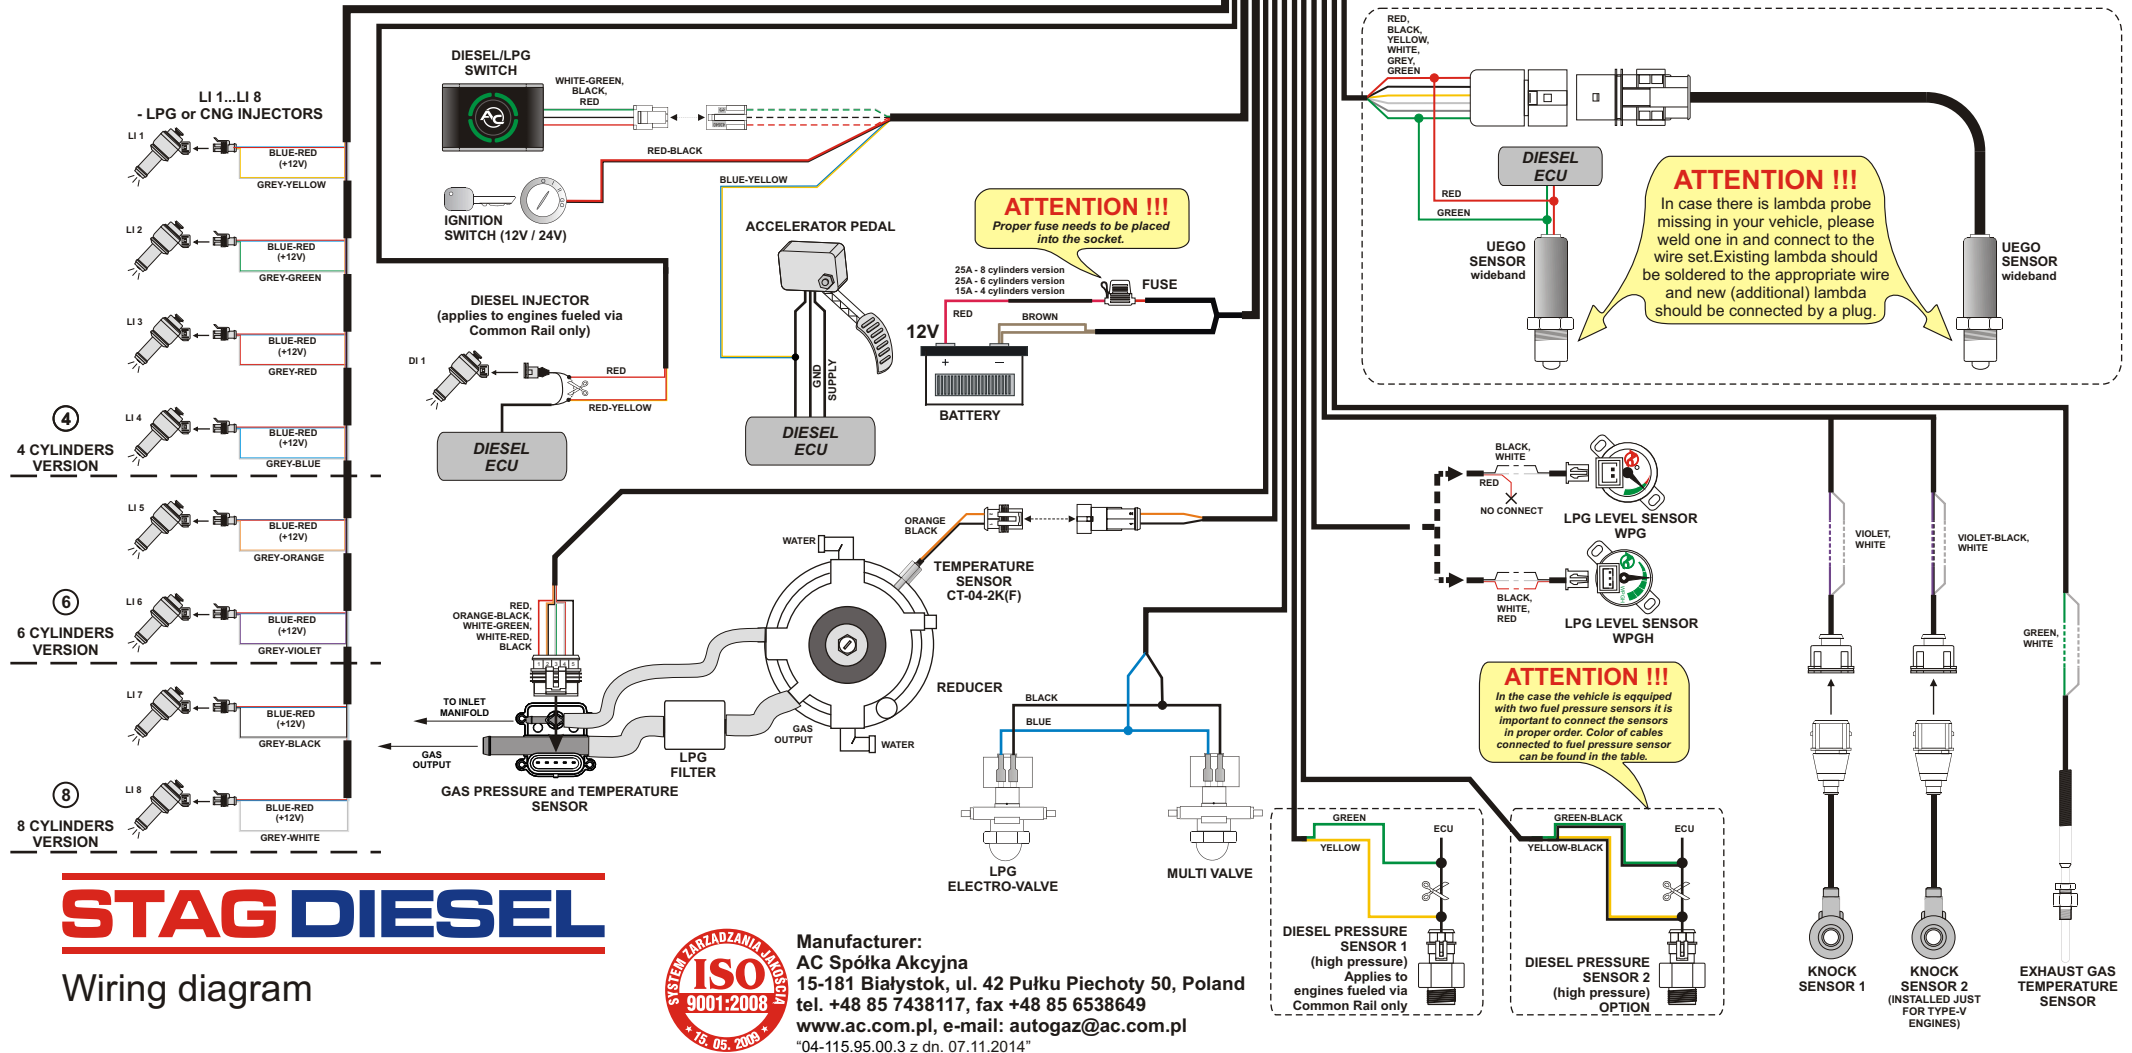 LI 1...LI 8
- LPG or CNG INJECTORS
LI 1
BLUE-RED
(+12V)
GREY-YELLOW
LI 2
BLUE-RED
(+12V)
GREY-GREEN
LI 3
BLUE-RED
(+12V)
GREY-RED
4
4 CYLINDERS
VERSION
LI 4
BLUE-RED
(+12V)
GREY-BLUE
LI 5
BLUE-RED
(+12V)
GREY-ORANGE
6
6 CYLINDERS
VERSION
LI 6
BLUE-RED
(+12V)
GREY-VIOLET
LI 7
BLUE-RED
(+12V)
GREY-BLACK
8
8 CYLINDERS
VERSION
LI 8
BLUE-RED
(+12V)
GREY-WHITE
DIESEL/LPG
SWITCH
AC
WHITE-GREEN,
BLACK,
RED
RED-BLACK
BLUE-YELLOW
IGNITION
SWITCH (12V / 24V)
DIESEL INJECTOR
(applies to engines fueled via
Common Rail only)
DI 1
RED
RED-YELLOW
DIESEL
ECU
ACCELERATOR PEDAL
GND
SUPPLY
DIESEL
ECU
ATTENTION !!!
Proper fuse needs to be placed
into the socket.
25A - 8 cylinders version
25A - 6 cylinders version
15A - 4 cylinders version
FUSE
RED
BROWN
12V
+ −
BATTERY
RED,
BLACK,
YELLOW,
WHITE,
GREY,
GREEN
DIESEL
ECU
RED
GREEN
UEGO
SENSOR
wideband
ATTENTION !!!
In case there is lambda probe
missing in your vehicle, please
weld one in and connect to the
wire set.Existing lambda should
be soldered to the appropriate wire
and new (additional) lambda
should be connected by a plug.
UEGO
SENSOR
wideband
ORANGE
BLACK
WATER
TEMPERATURE
SENSOR
CT-04-2K(F)
RED,
ORANGE-BLACK,
WHITE-GREEN,
WHITE-RED,
BLACK
1 2 3 4 5
REDUCER
TO INLET
MANIFOLD
GAS
OUTPUT
WATER
GAS
OUTPUT
LPG
FILTER
GAS PRESSURE and TEMPERATURE
SENSOR
BLACK
BLUE
LPG
ELECTRO-VALVE
MULTI VALVE
BLACK,
WHITE
RED
NO CONNECT
LPG LEVEL SENSOR
WPG
BLACK,
WHITE,
RED
LPG LEVEL SENSOR
WPGH
ATTENTION !!!
In the case the vehicle is eqquiped
with two fuel pressure sensors it is
important to connect the sensors
in proper order. Color of cables
connected to fuel pressure sensor
can be found in the table.
GREEN
YELLOW
ECU
DIESEL PRESSURE
SENSOR 1
(high pressure)
Applies to
engines fueled via
Common Rail only
GREEN-BLACK
YELLOW-BLACK
ECU
DIESEL PRESSURE
SENSOR 2
(high pressure)
OPTION
VIOLET,
WHITE
VIOLET-BLACK,
WHITE
GREEN,
WHITE
KNOCK
SENSOR 1
KNOCK
SENSOR 2
(INSTALLED JUST
FOR TYPE-V
ENGINES)
EXHAUST GAS
TEMPERATURE
SENSOR
STAG DIESEL
Wiring diagram
SYSTEM ZARZĄDZANIA JAKOŚCIĄ
ISO
9001:2008
15. 05. 2009
Manufacturer:
AC Spółka Akcyjna
15-181 Białystok, ul. 42 Pułku Piechoty 50, Poland
tel. +48 85 7438117, fax +48 85 6538649
www.ac.com.pl, e-mail: autogaz@ac.com.pl
“04-115.95.00.3 z dn. 07.11.2014”